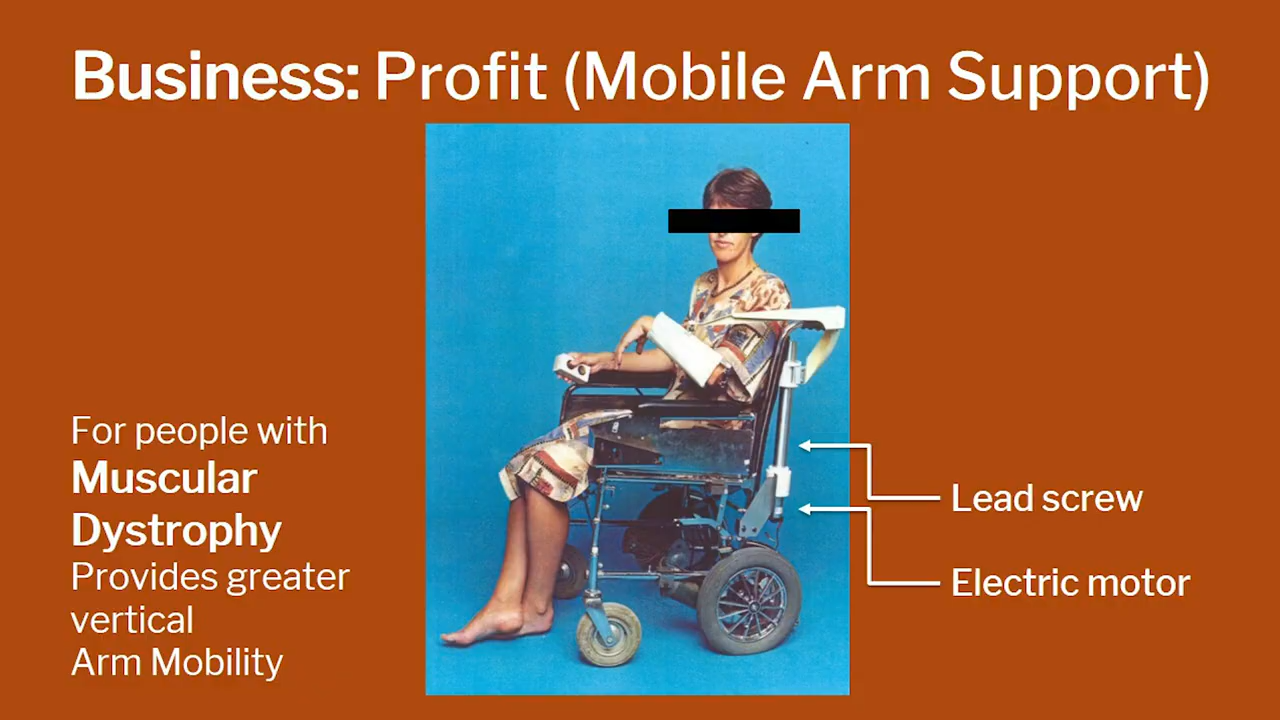 Business: Profit (Mobile Arm Support)
For people with
Muscular
Dystrophy
Provides greater
vertical
Arm Mobility
Lead screw
Electric motor